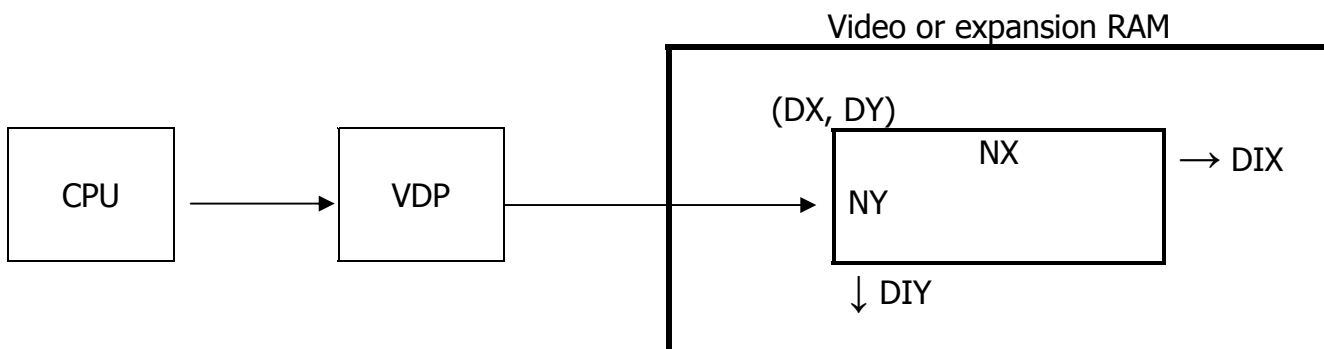 Video or expansion RAM
(DX, DY)
CPU
VDP
NX
→ DIX
NY
↓ DIY